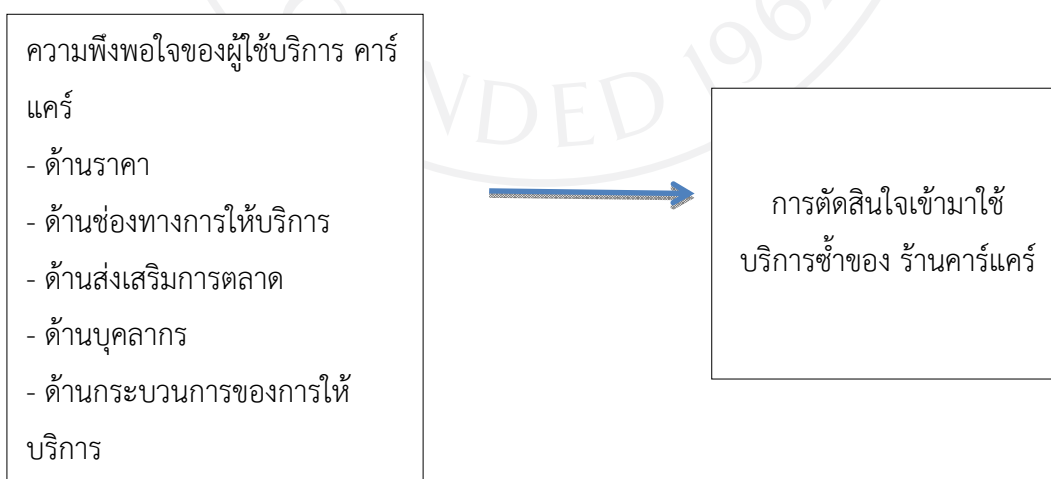 ความพึงพอใจของผู้ใช้บริการ คาร์
แคร์
- ด้านราคา
- ด้านช่องทางการให้บริการ
- ด้านส่งเสริมการตลาด
- ด้านบุคลากร
- ด้านกระบวนการของการให้
บริการ
การตัดสินใจเข้ามาใช้
บริการซ้ำของ ร้านคาร์แคร์